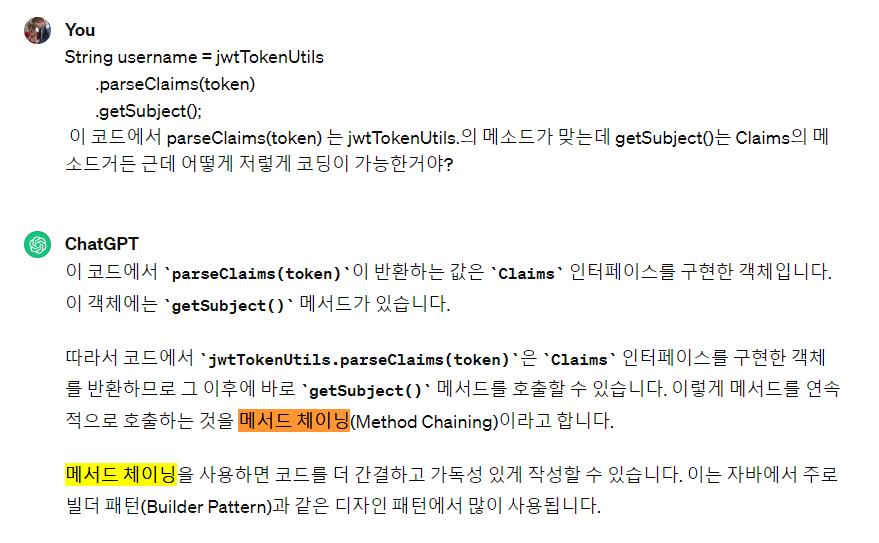 You
String username = jwtTokenUtils
.parseClaims(token)
.getSubject();
이 코드에서 parseClaims(token) 는 jwtTokenUtils.의 메소드가 맞는데 getSubject()는 Claims의 메
소드거든 근데 어떻게 저렇게 코딩이 가능한거야?
ChatGPT
이 코드에서 `parseClaims(token)`이 반환하는 값은 `Claims` 인터페이스를 구현한 객체입니다.
이 객체에는 `getSubject()` 메서드가 있습니다.
따라서 코드에서 `jwtTokenUtils.parseClaims(token)`은 `Claims` 인터페이스를 구현한 객체
를 반환하므로 그 이후에 바로 `getSubject()` 메서드를 호출할 수 있습니다. 이렇게 메서드를 연속
적으로 호출하는 것을 메서드 체이닝(Method Chaining)이라고 합니다.
메서드 체이닝을 사용하면 코드를 더 간결하고 가독성 있게 작성할 수 있습니다. 이는 자바에서 주로
빌더 패턴(Builder Pattern)과 같은 디자인 패턴에서 많이 사용됩니다.